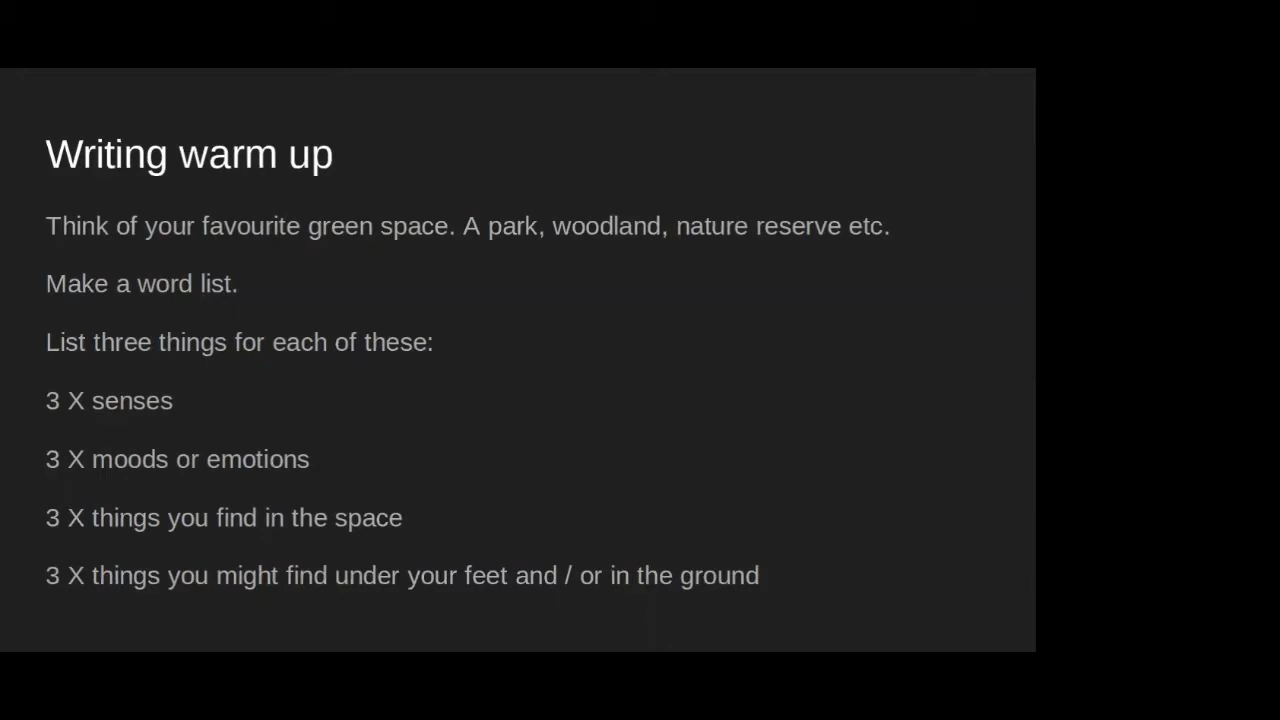 Writing warm up
Think of your favourite green space. A park, woodland, nature reserve etc.
Make a word list.
List three things for each of these:
3 X senses
3 X moods or emotions
3 X things you find in the space
3 X things you might find under your feet and / or in the ground